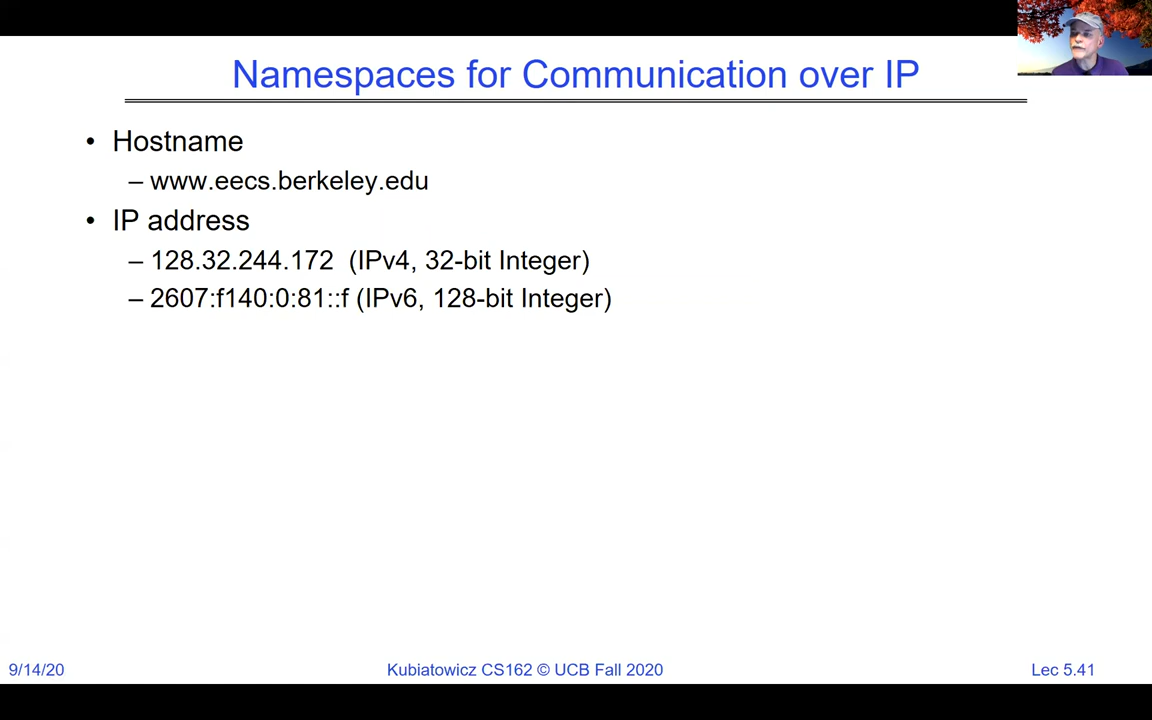 Namespaces for Communication over IP
• Hostname
– www.eecs.berkeley.edu
• IP address
– 128.32.244.172 (IPv4, 32-bit Integer)
– 2607:f140:0:81::f (IPv6, 128-bit Integer)
9/14/20
Kubiatowicz CS162 © UCB Fall 2020
Lec 5.41